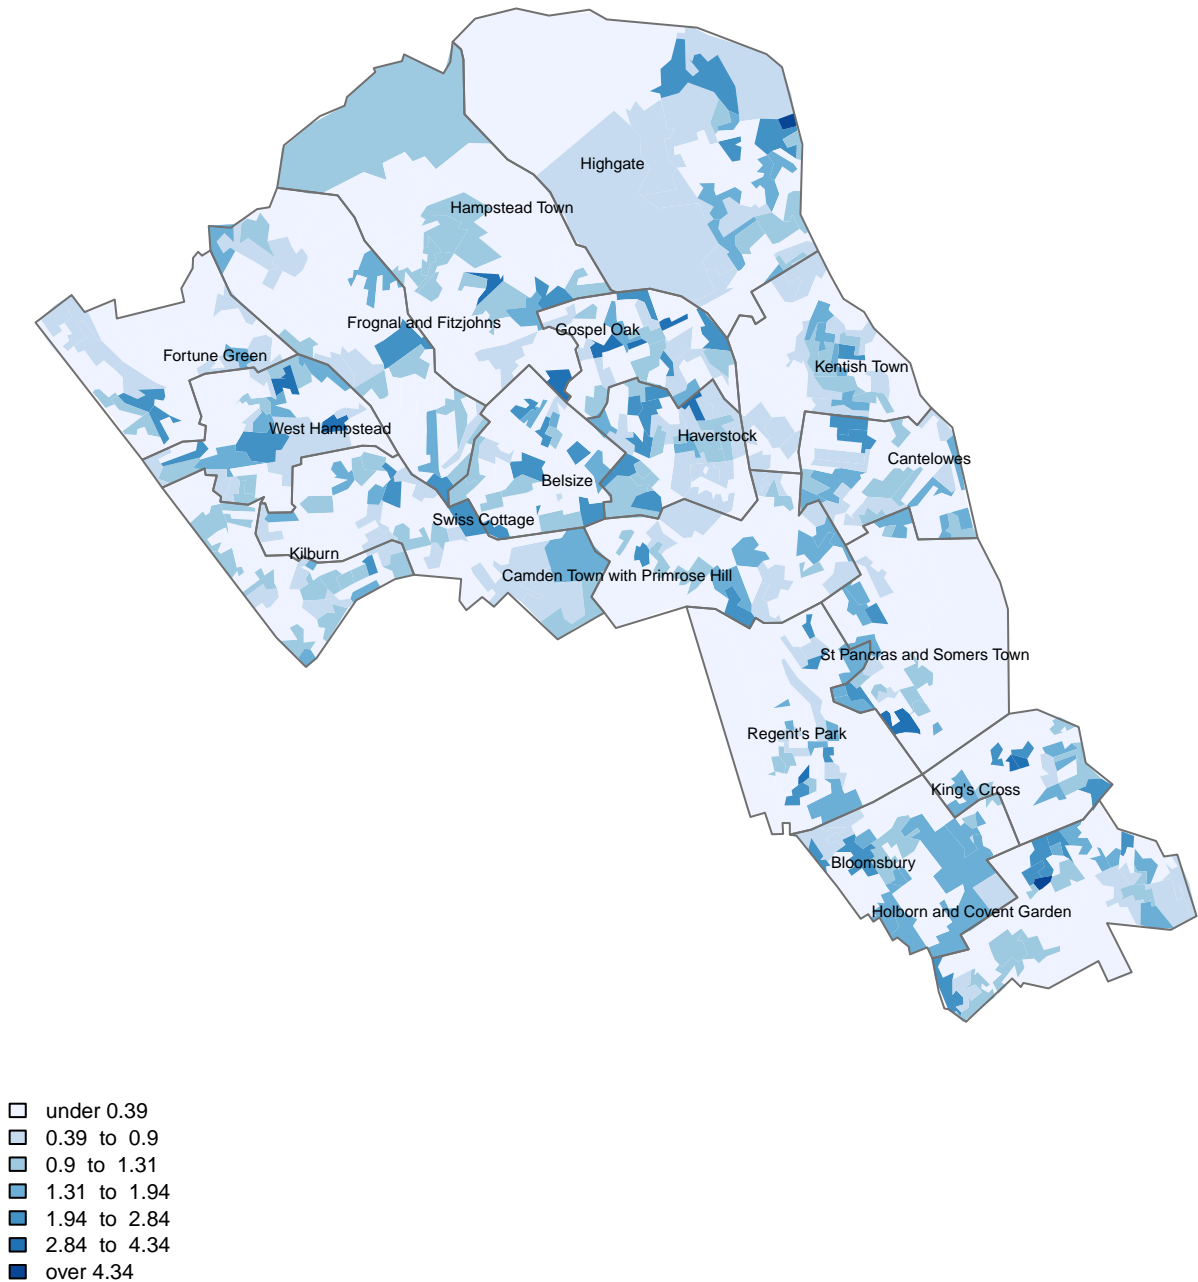 Highgate
Hampstead Town
Frognal and Fitzjohns
Gospel Oak
Fortune Green
Kentish Town
West Hampstead
Haverstock
Cantelowes
Belsize
Swiss Cottage
Kilburn
Camden Town with Primrose Hill
St Pancras and Somers Town
Regent's Park
King's Cross
Bloomsbury
Holborn and Covent Garden
under 0.39
0.39 to 0.9
0.9 to 1.31
1.31 to 1.94
1.94 to 2.84
2.84 to 4.34
over 4.34